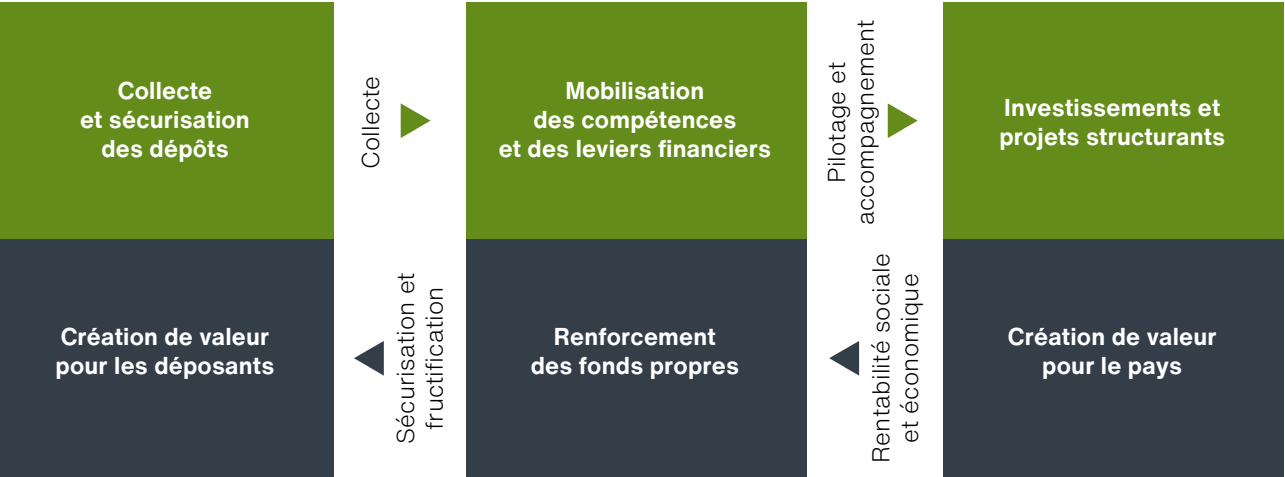 Collecte
et sécurisation
des dépôts
Collecte
Mobilisation
des compétences
et des leviers financiers
Pilotage et
accompagnement
Investissements et
projets structurants
Création de valeur
pour les déposants
Sécurisation et
fructification
Renforcement
des fonds propres
Rentabilité sociale
et économique
Création de valeur
pour le pays